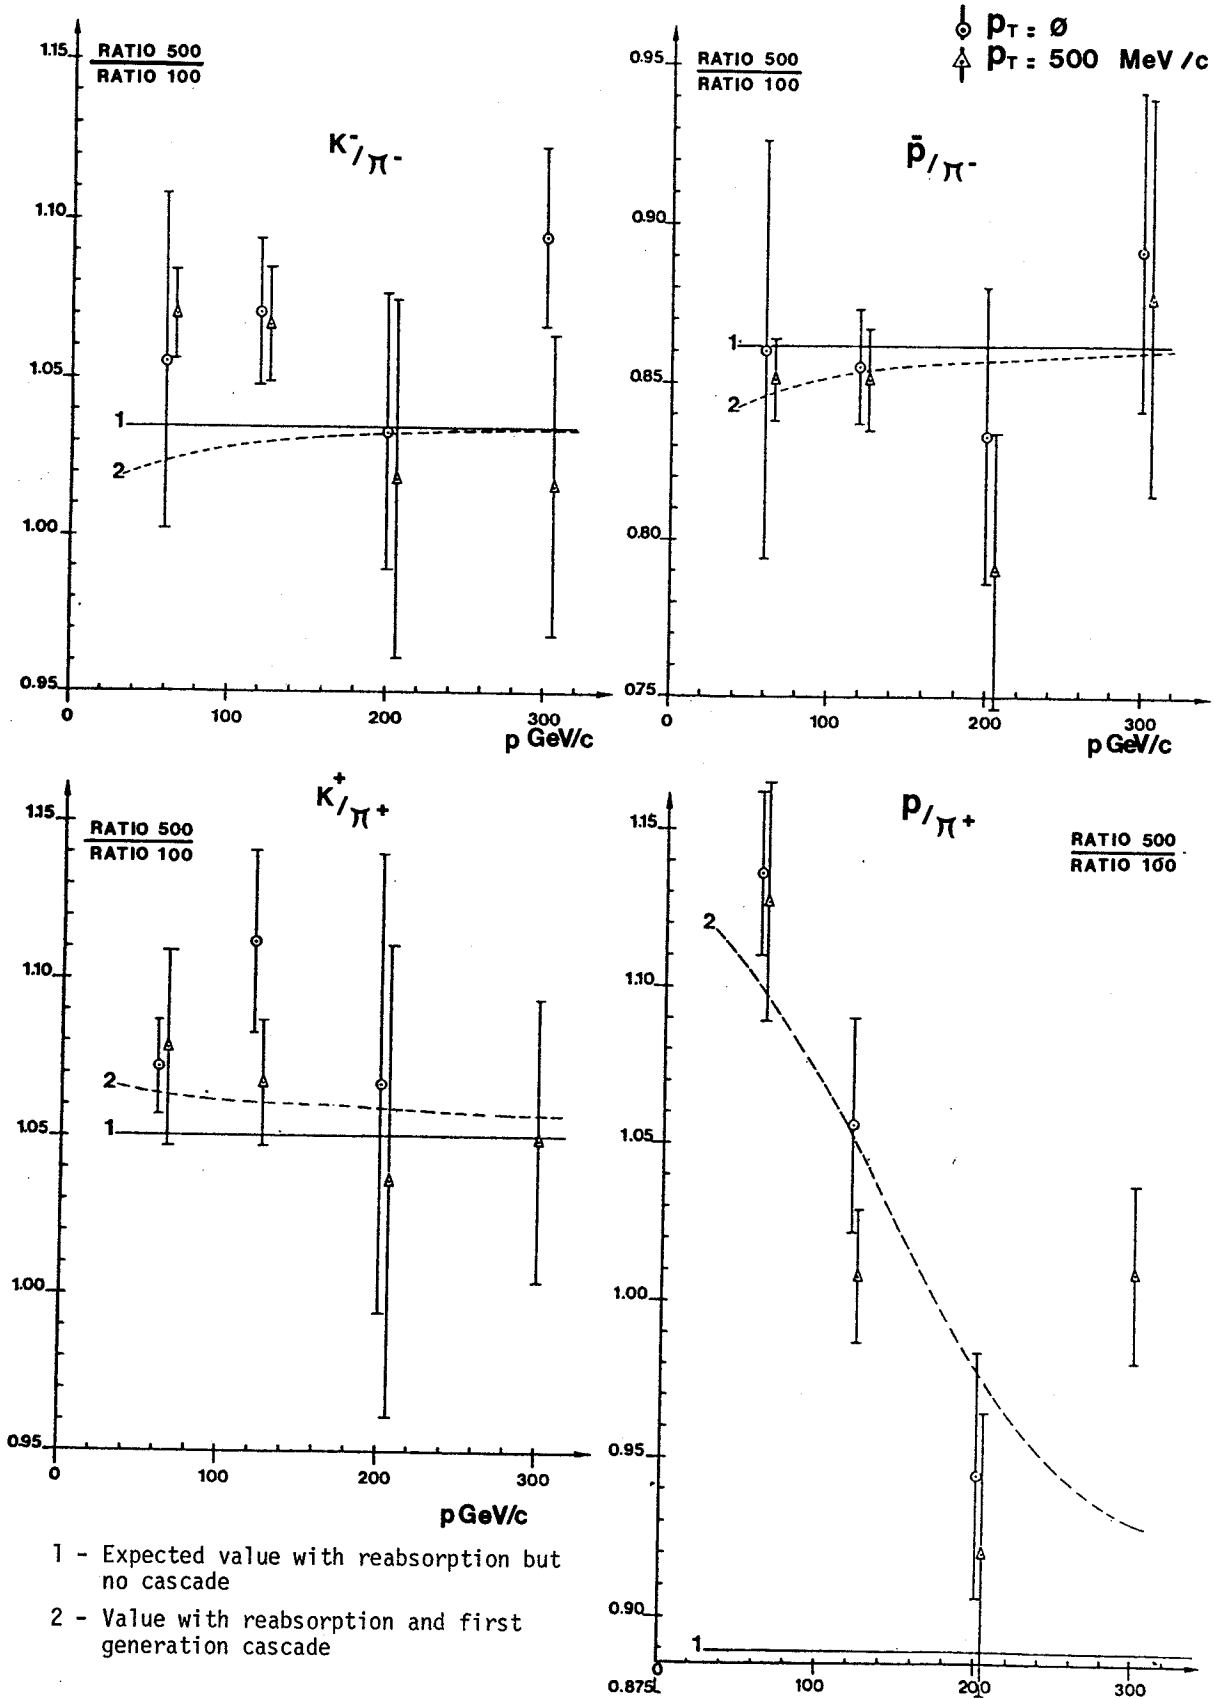 p_T = Ø
p_T = 500 MeV/c
RATIO 500
RATIO 100
K⁻/π⁻
1.15
1.10
1.05
1.00
0.95
1
2
0
100
200
300
p GeV/c
RATIO 500
RATIO 100
p̄/π⁻
0.95
0.90
0.85
0.80
0.75
1
2
0
100
200
300
p GeV/c
RATIO 500
RATIO 100
K⁺/π⁺
1.15
1.10
1.05
1.00
0.95
2
1
0
100
200
300
p GeV/c
p/π⁺
RATIO 500
RATIO 100
1.15
1.10
1.05
1.00
0.95
0.90
0.875
2
1
0
100
200
300
1 - Expected value with reabsorption but
no cascade
2 - Value with reabsorption and first
generation cascade